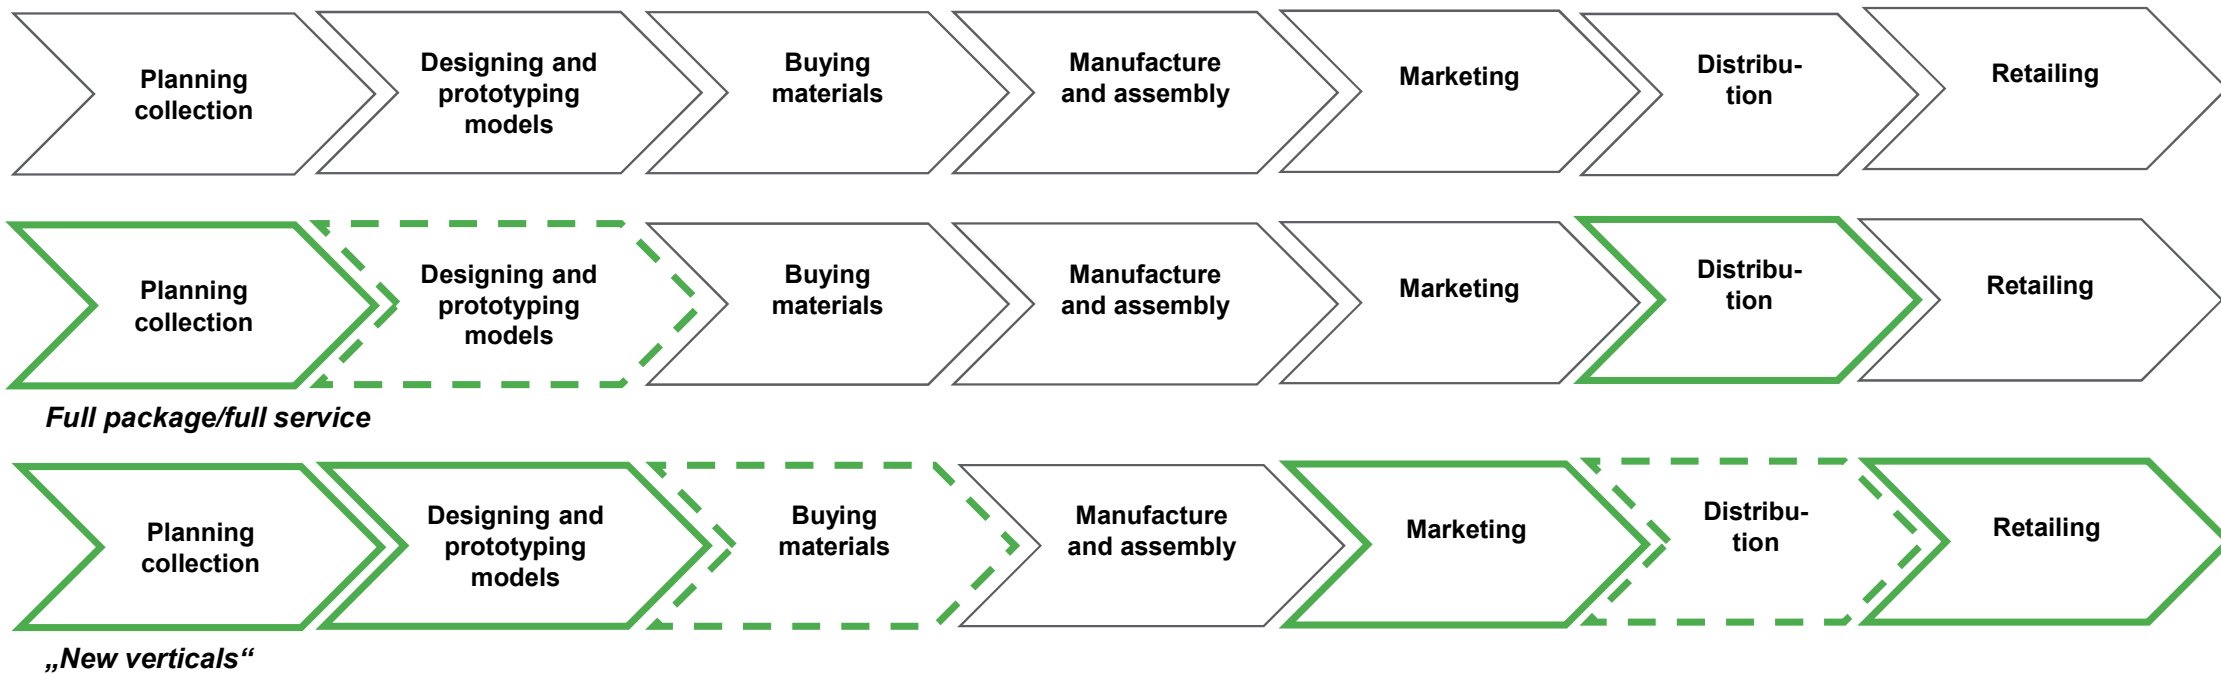 Planning
collection
Designing and
prototyping
models
Buying
materials
Manufacture
and assembly
Marketing
Distribu-
tion
Retailing
Planning
collection
Designing and
prototyping
models
Buying
materials
Manufacture
and assembly
Marketing
Distribu-
tion
Retailing
Full package/full service
Planning
collection
Designing and
prototyping
models
Buying
materials
Manufacture
and assembly
Marketing
Distribu-
tion
Retailing
„New verticals“